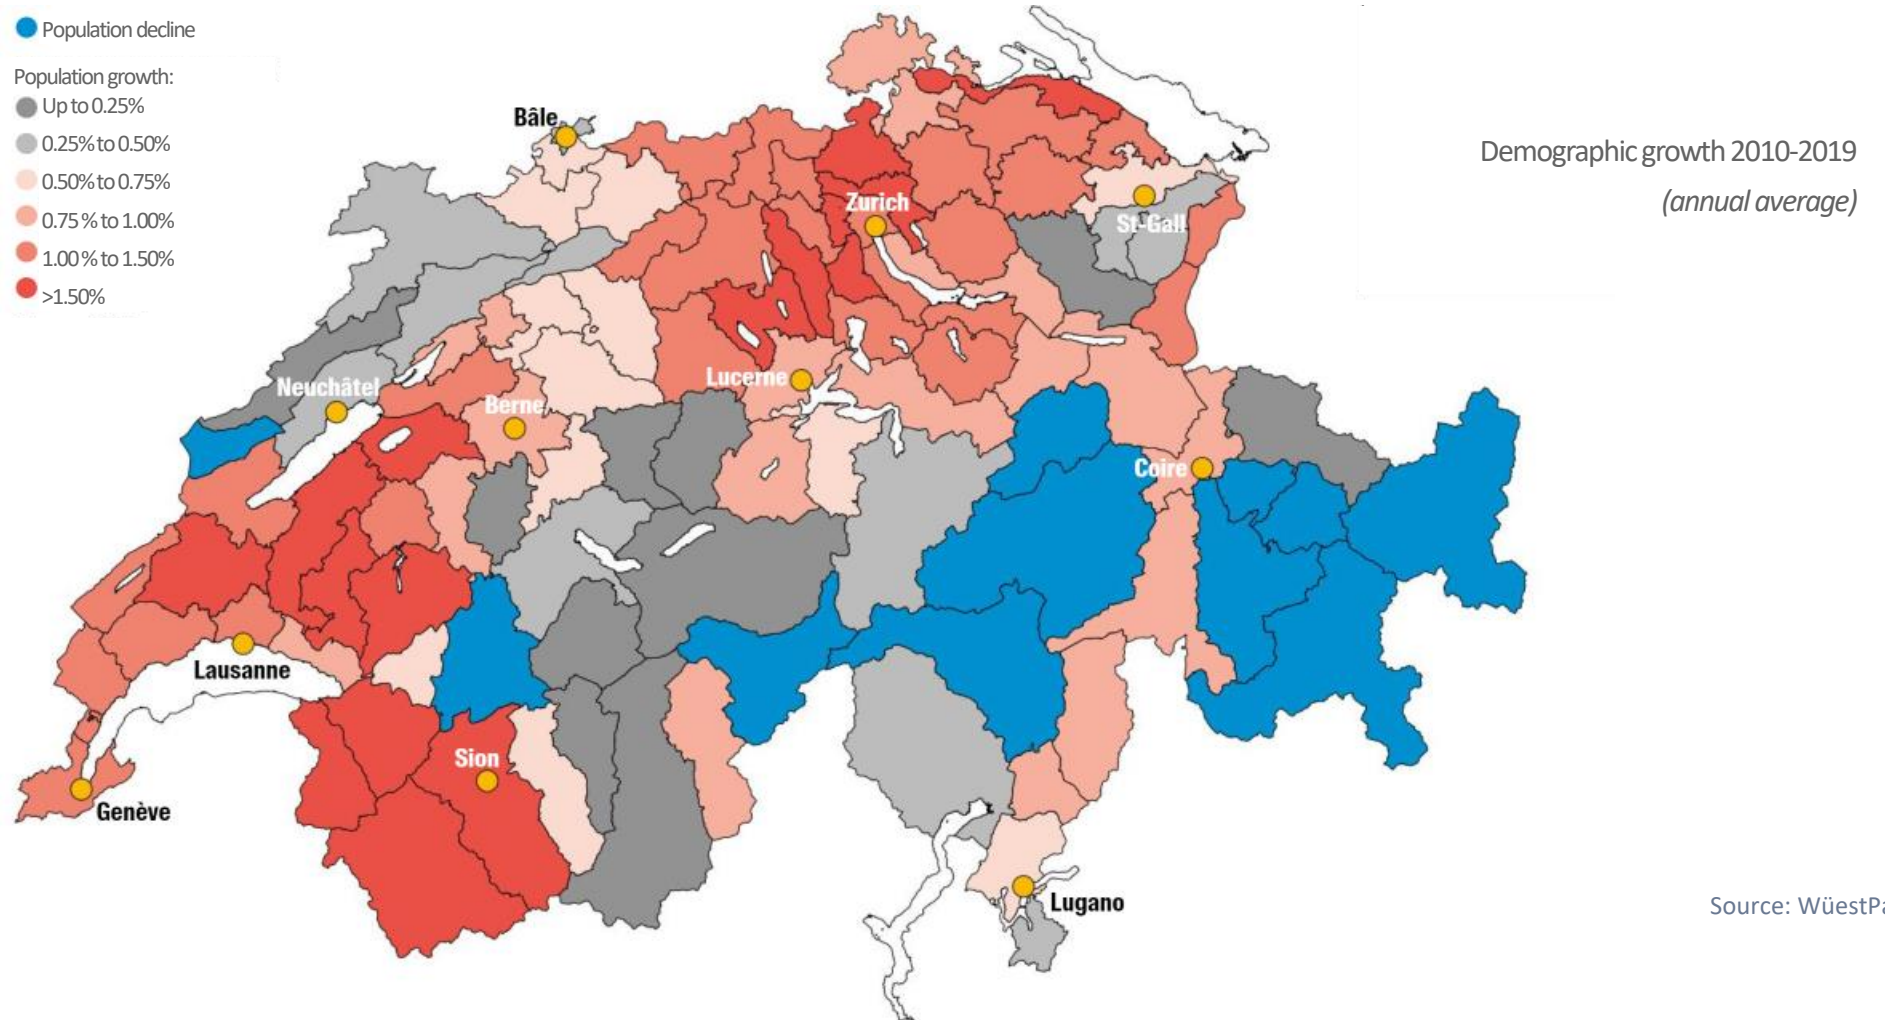 Population decline
Population growth:
Up to 0.25%
0.25% to 0.50%
0.50% to 0.75%
0.75 % to 1.00%
1.00 % to 1.50%
>1.50%
Demographic growth 2010-2019
(annual average)
Bâle
Zurich
St-Gall
Neuchâtel
Lucerne
Berne
Coire
Lausanne
Sion
Genève
Lugano
Source: WüestPa